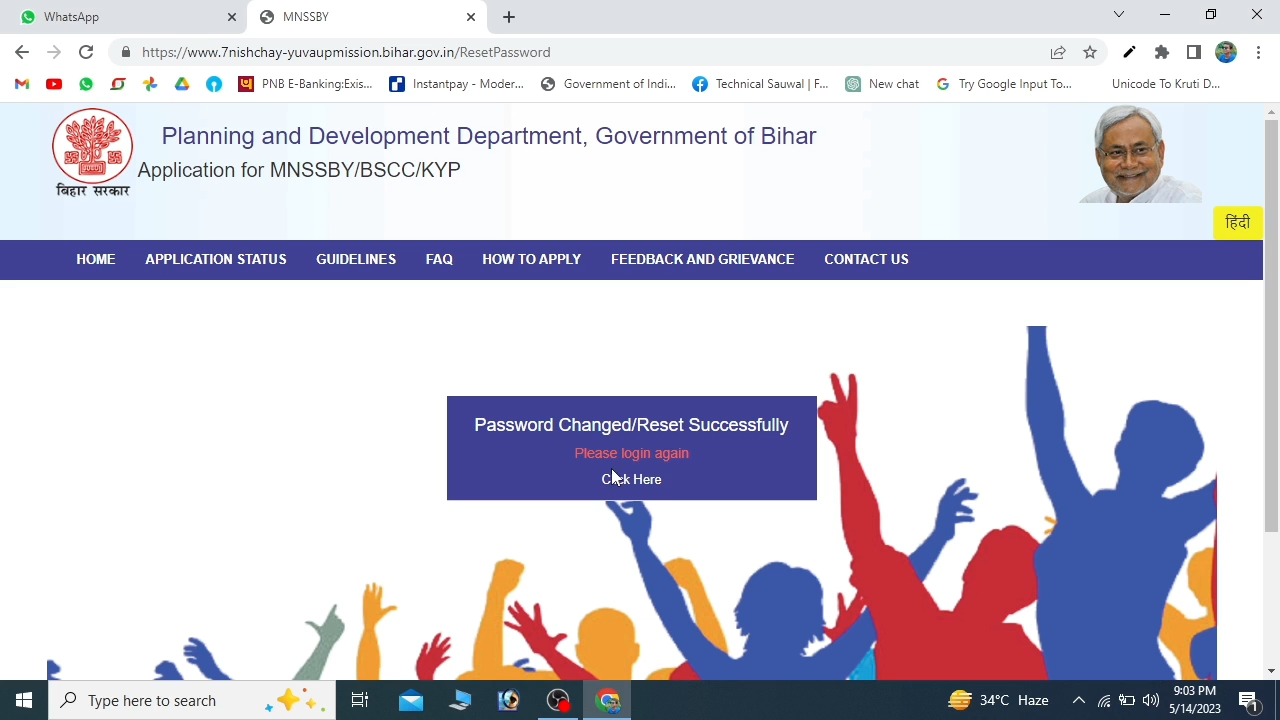 WhatsApp
MNSSBY
https://www.7nishchay-yuvaupmission.bihar.gov.in/ResetPassword
PNB E-Banking:Exis...
Instantpay - Moder...
Government of Indi...
Technical Sauwal | F...
New chat
Try Google Input To...
Unicode To Kruti D...
Planning and Development Department, Government of Bihar
Application for MNSSBY/BSCC/KYP
बिहार सरकार
हिंदी
HOME
APPLICATION STATUS
GUIDELINES
FAQ
HOW TO APPLY
FEEDBACK AND GRIEVANCE
CONTACT US
Password Changed/Reset Successfully
Please login again
Click Here
Type here to search
34°C Haze
9:03 PM
5/14/2023
1